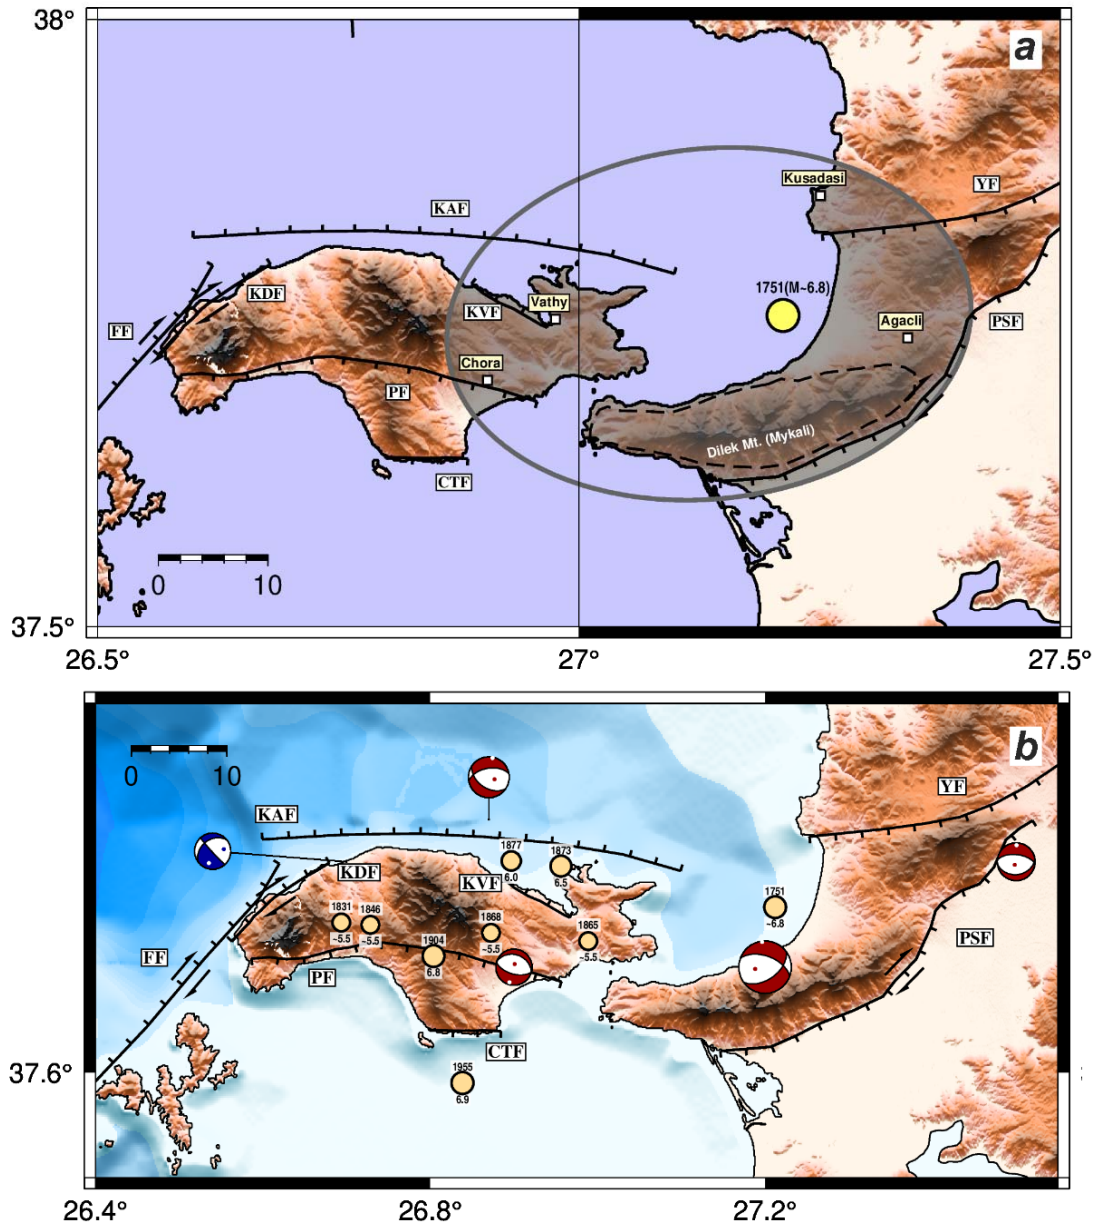 38°
a
Kusadasi
YF
KAF
1751(M~6.8)
KDF
Vathy
KVF
FF
Agacli
PSF
Chora
PF
Dilek Mt. (Mykali)
CTF
0 10
37.5°
26.5° 27° 27.5°
b
0 10
YF
KAF
1877
6.0
1873
6.5
KDF
KVF
1831
~5.5
1846
~5.5
1868
~5.5
1865
~5.5
1751
~6.8
1904
6.8
FF
PF
PSF
CTF
1955
6.9
37.6°
26.4° 26.8° 27.2°